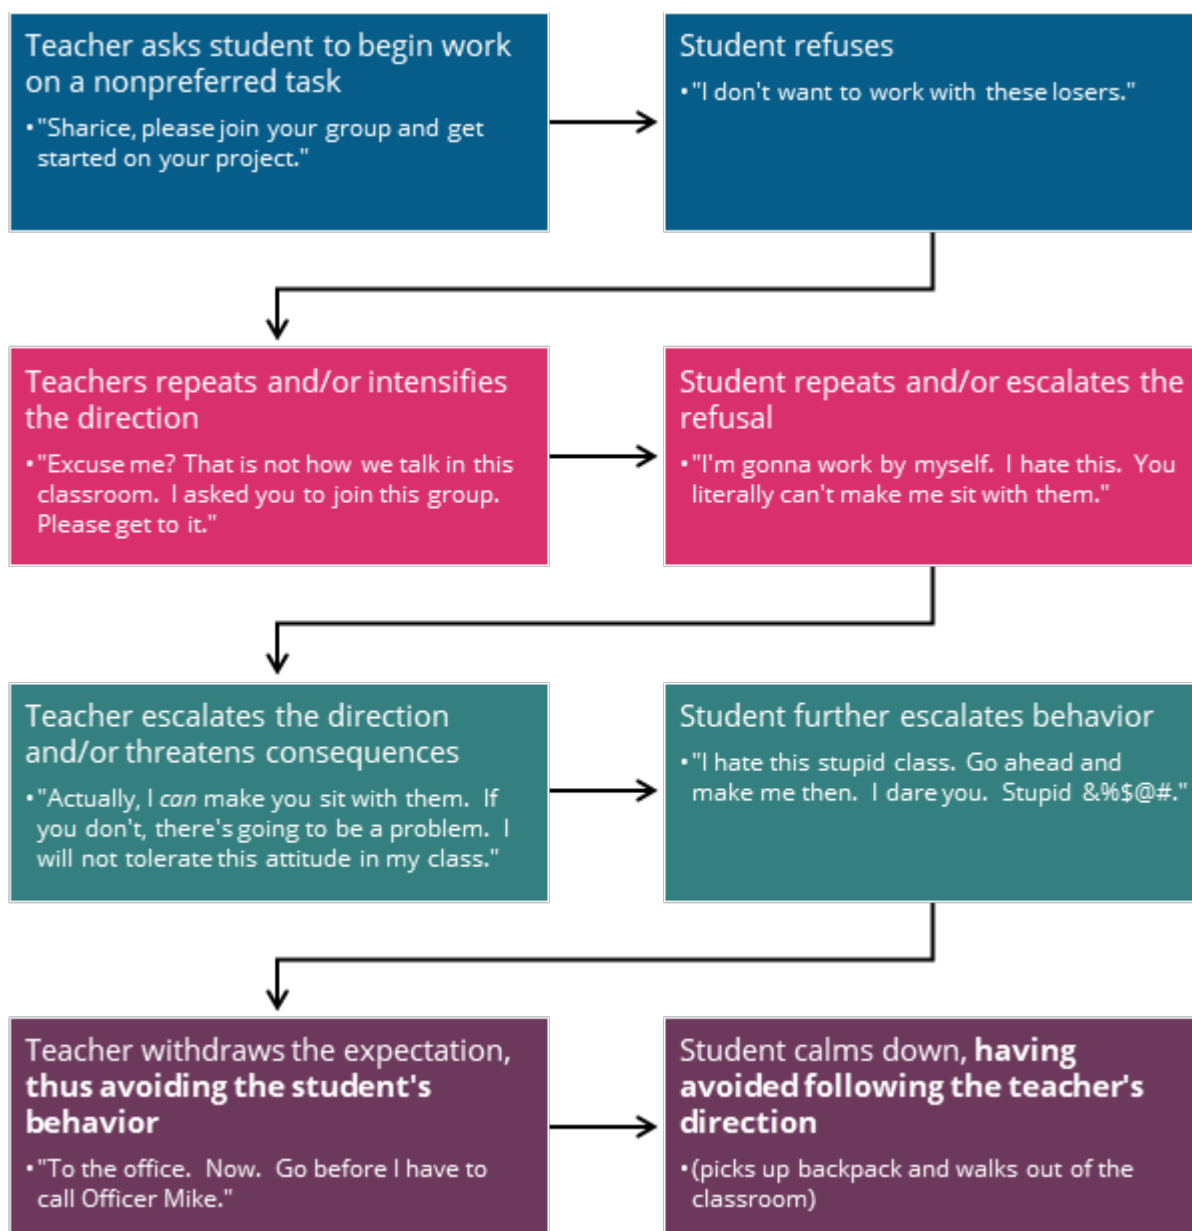 Teacher asks student to begin work
on a nonpreferred task
•"Sharice, please join your group and get
started on your project."
Student refuses
•"I don't want to work with these losers."
Teachers repeats and/or intensifies
the direction
•"Excuse me? That is not how we talk in this
classroom. I asked you to join this group.
Please get to it."
Student repeats and/or escalates the
refusal
•"I'm gonna work by myself. I hate this. You
literally can't make me sit with them."
Teacher escalates the direction
and/or threatens consequences
•"Actually, I can make you sit with them. If
you don't, there's going to be a problem. I
will not tolerate this attitude in my class."
Student further escalates behavior
•"I hate this stupid class. Go ahead and
make me then. I dare you. Stupid &%$@#."
Teacher withdraws the expectation,
thus avoiding the student's
behavior
•"To the office. Now. Go before I have to
call Officer Mike."
Student calms down, having
avoided following the teacher's
direction
•(picks up backpack and walks out of the
classroom)